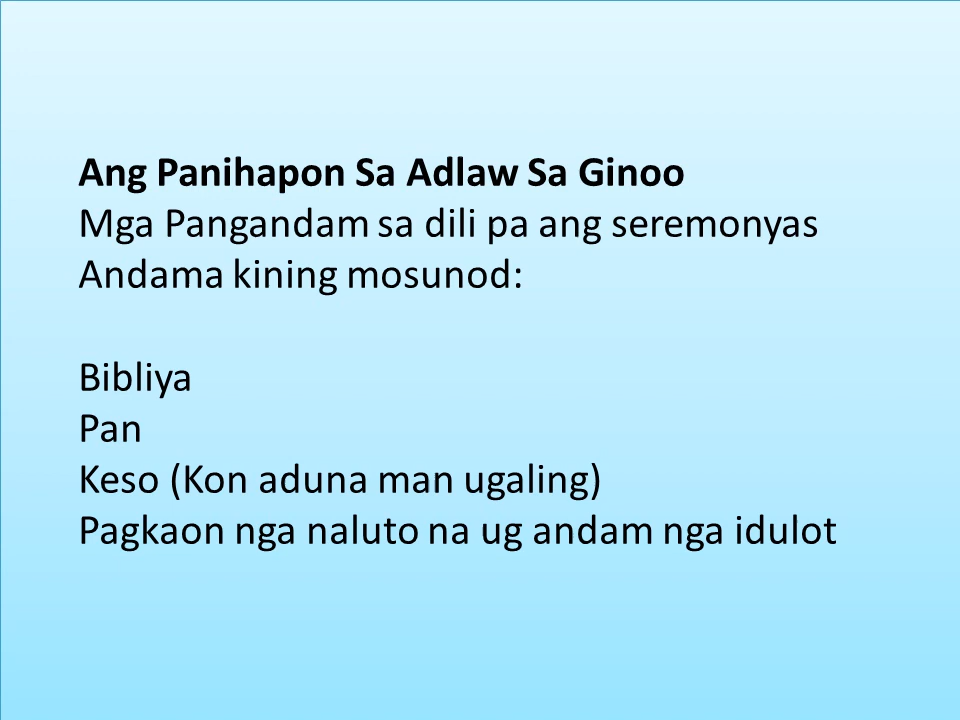 Ang Panihapon Sa Adlaw Sa Ginoo
Mga Pangandam sa dili pa ang seremonyas
Andama kining mosunod:
Bibliya
Pan
Keso (Kon aduna man ugaling)
Pagkaon nga naluto na ug andam nga idulot